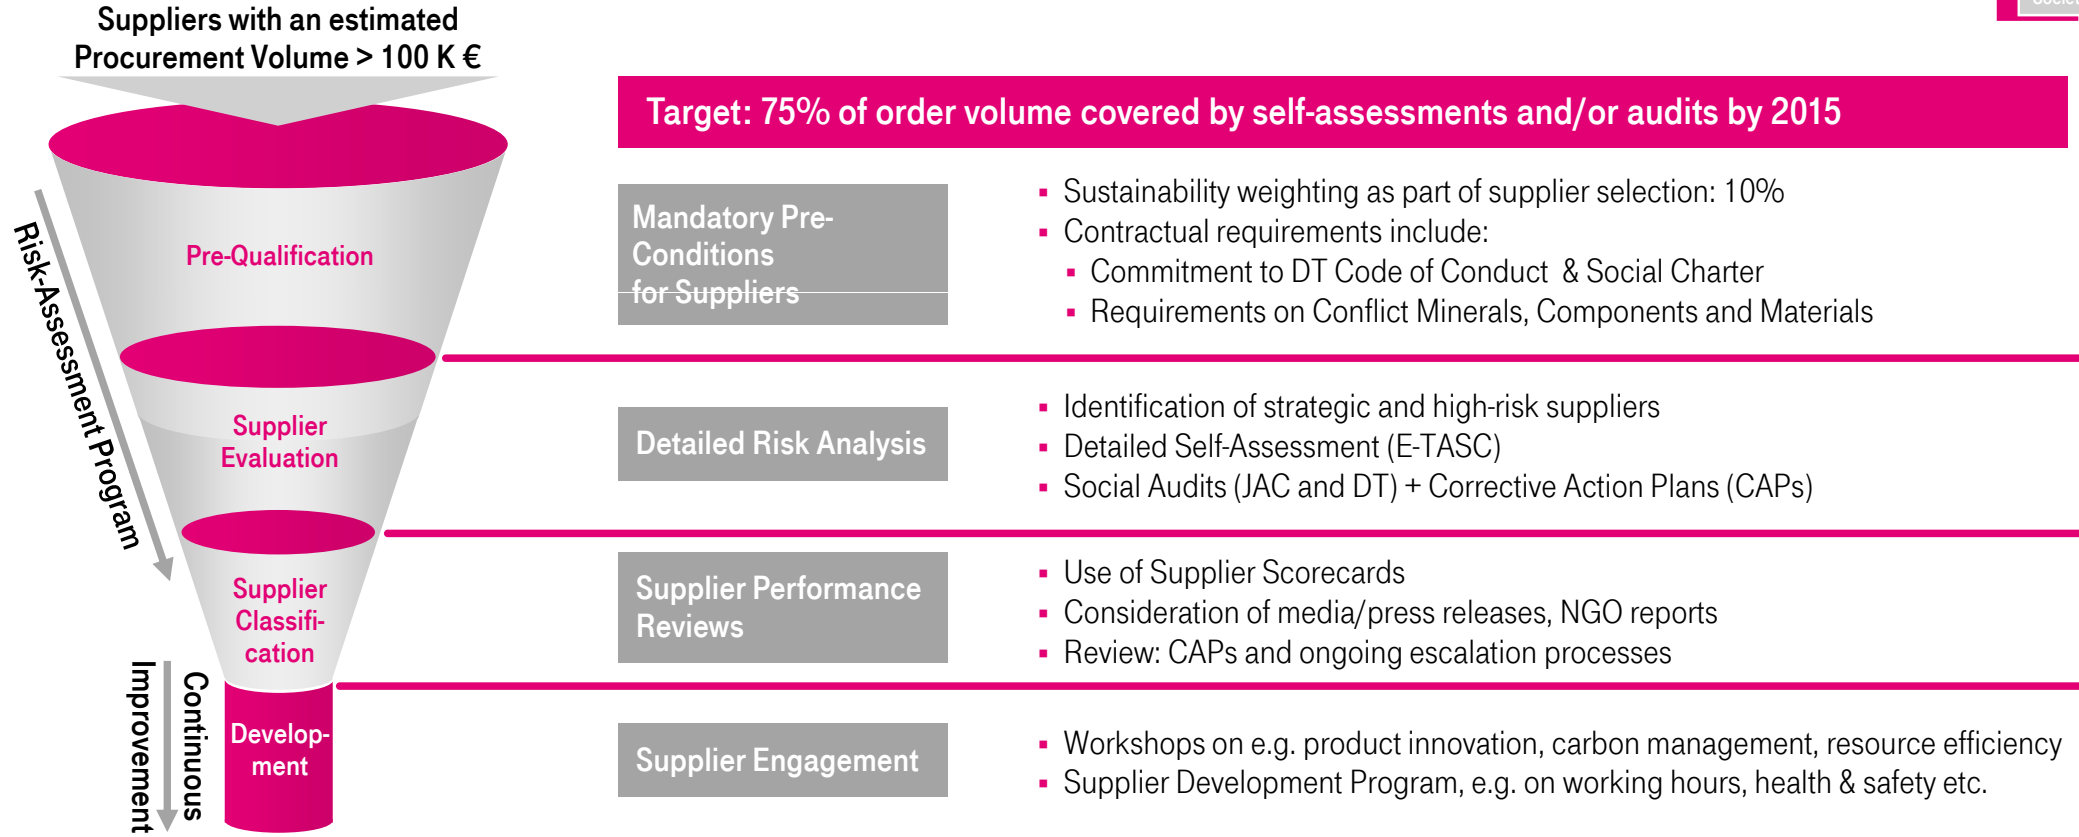 Suppliers with an estimated
Procurement Volume > 100 K €
Target: 75% of order volume covered by self-assessments and/or audits by 2015
Risk-Assessment Program
Pre-Qualification
Mandatory Pre-
Conditions
for Suppliers
▪ Sustainability weighting as part of supplier selection: 10%
▪ Contractual requirements include:
▪ Commitment to DT Code of Conduct & Social Charter
▪ Requirements on Conflict Minerals, Components and Materials
Supplier
Evaluation
Detailed Risk Analysis
▪ Identification of strategic and high-risk suppliers
▪ Detailed Self-Assessment (E-TASC)
▪ Social Audits (JAC and DT) + Corrective Action Plans (CAPs)
Supplier
Classifi-
cation
Supplier Performance
Reviews
▪ Use of Supplier Scorecards
▪ Consideration of media/press releases, NGO reports
▪ Review: CAPs and ongoing escalation processes
Continuous
Improvement
Develop-
ment
Supplier Engagement
▪ Workshops on e.g. product innovation, carbon management, resource efficiency
▪ Supplier Development Program, e.g. on working hours, health & safety etc.